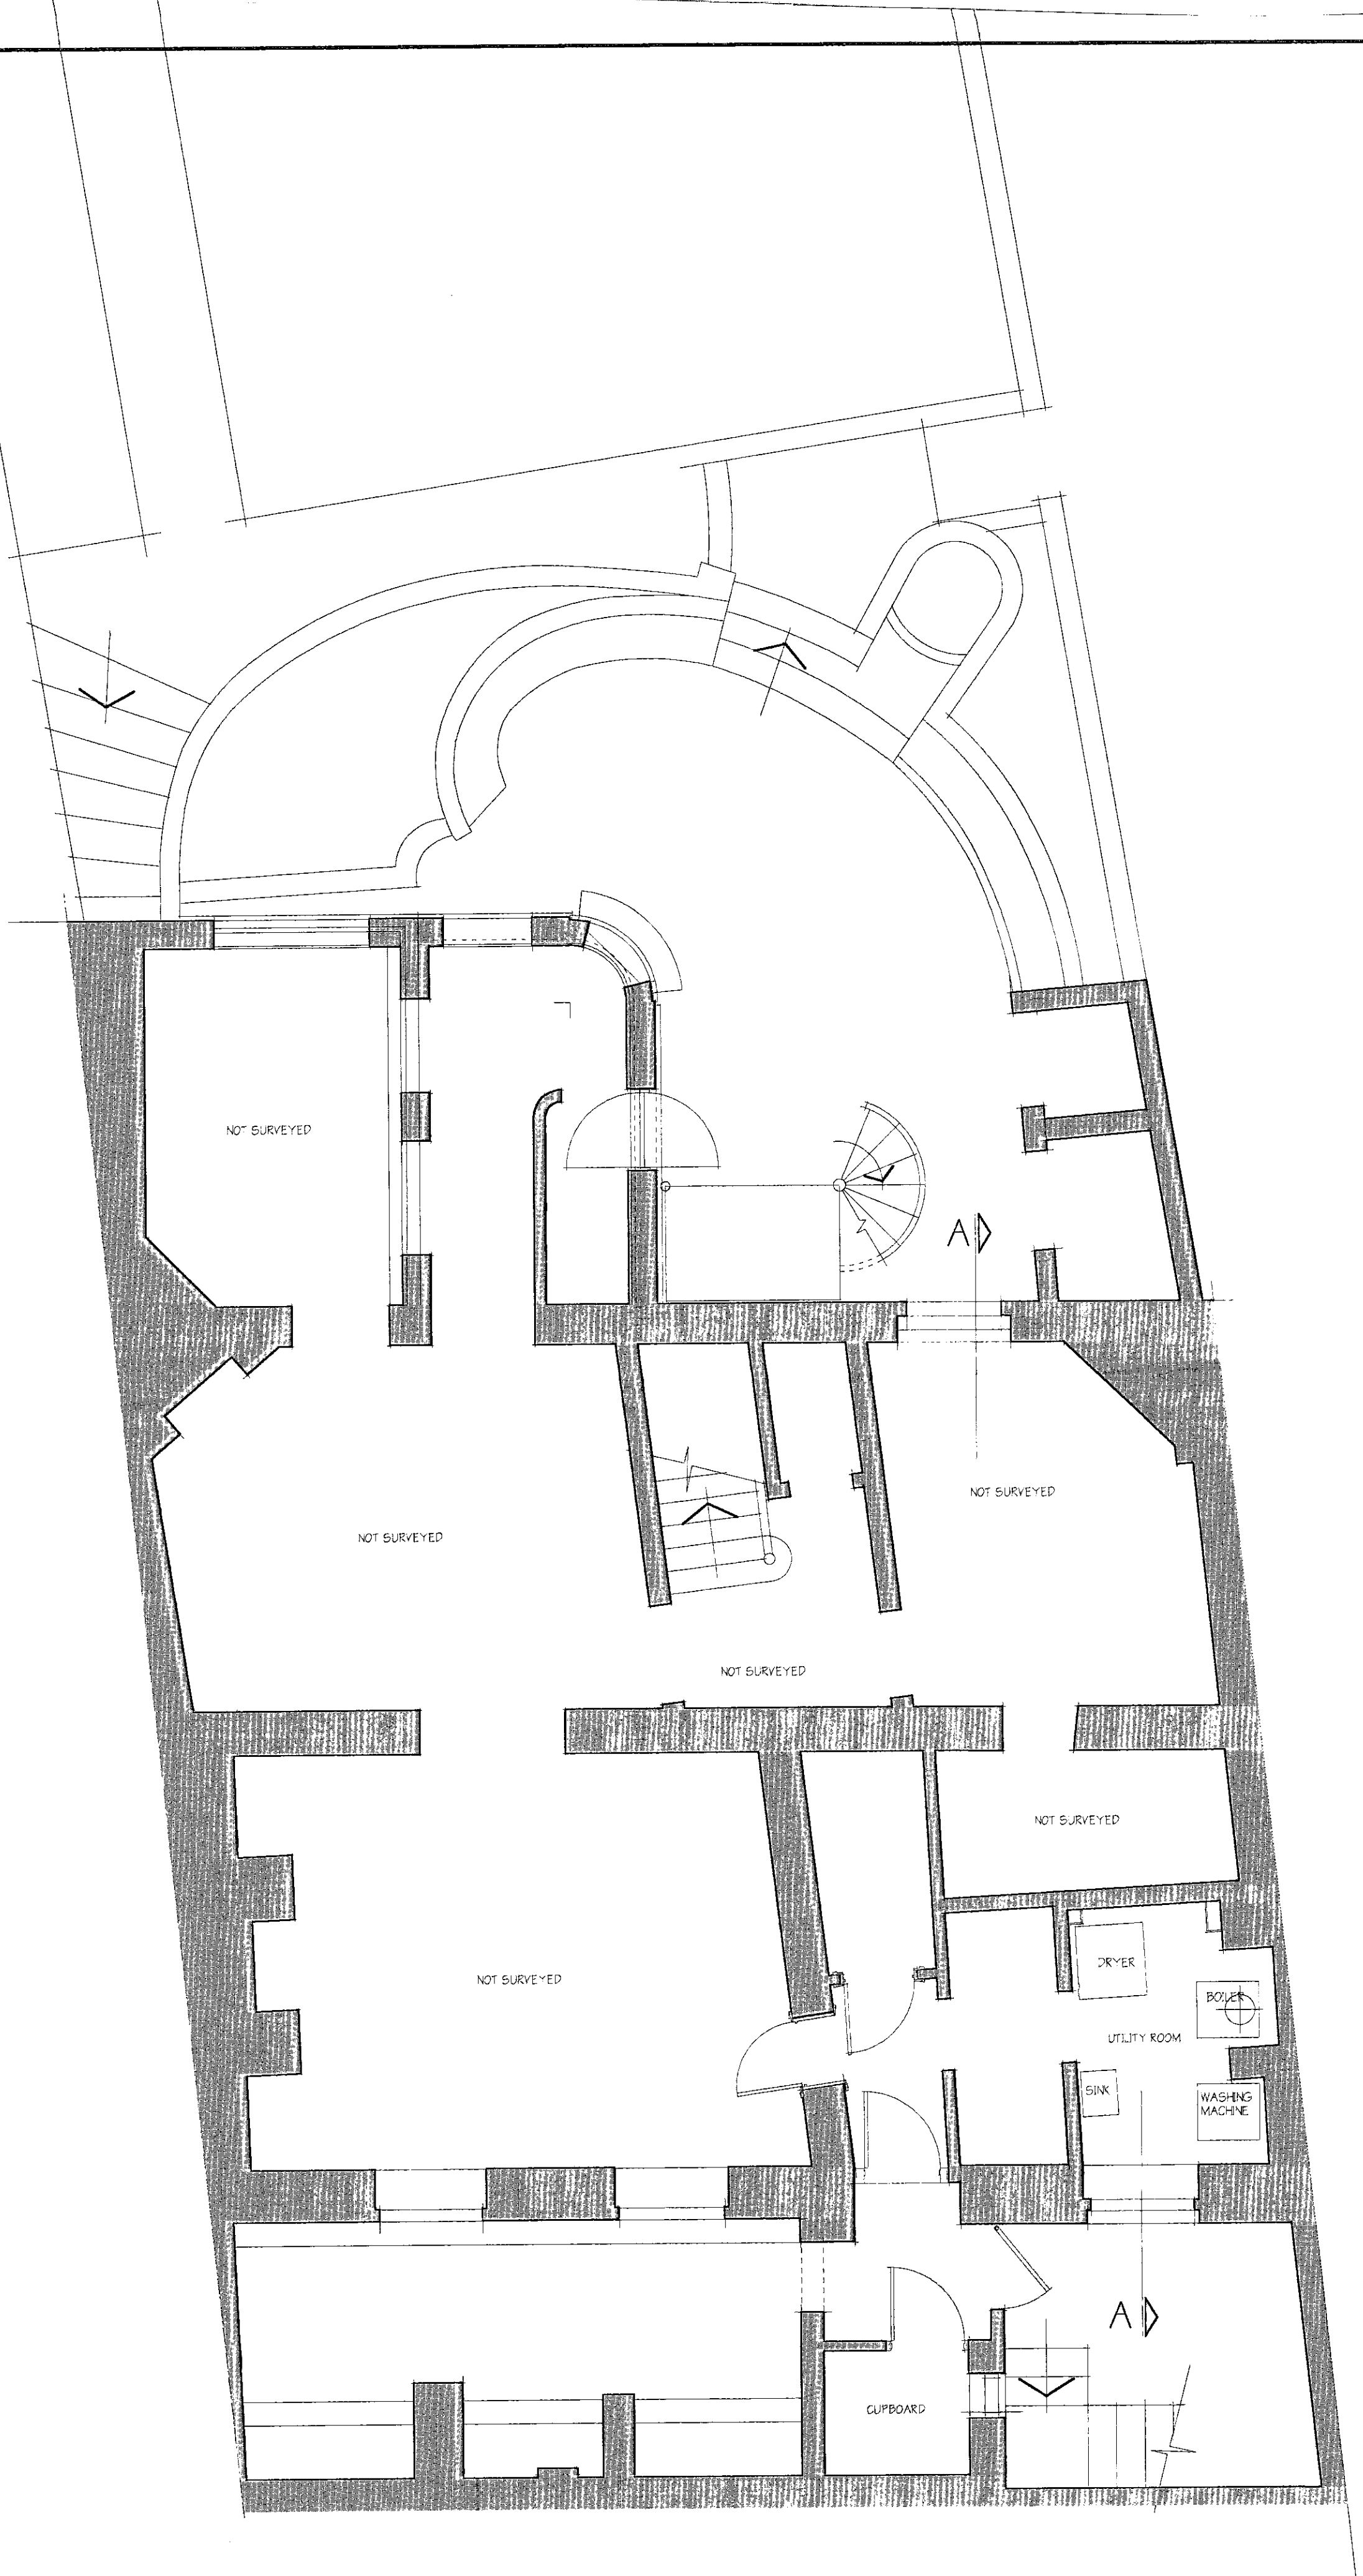 NOT SURVEYED
A
NOT SURVEYED
NOT SURVEYED
NOT SURVEYED
NOT SURVEYED
NOT SURVEYED
DRYER
BOILER
UTILITY ROOM
SINK
WASHING
MACHINE
A
CUPBOARD